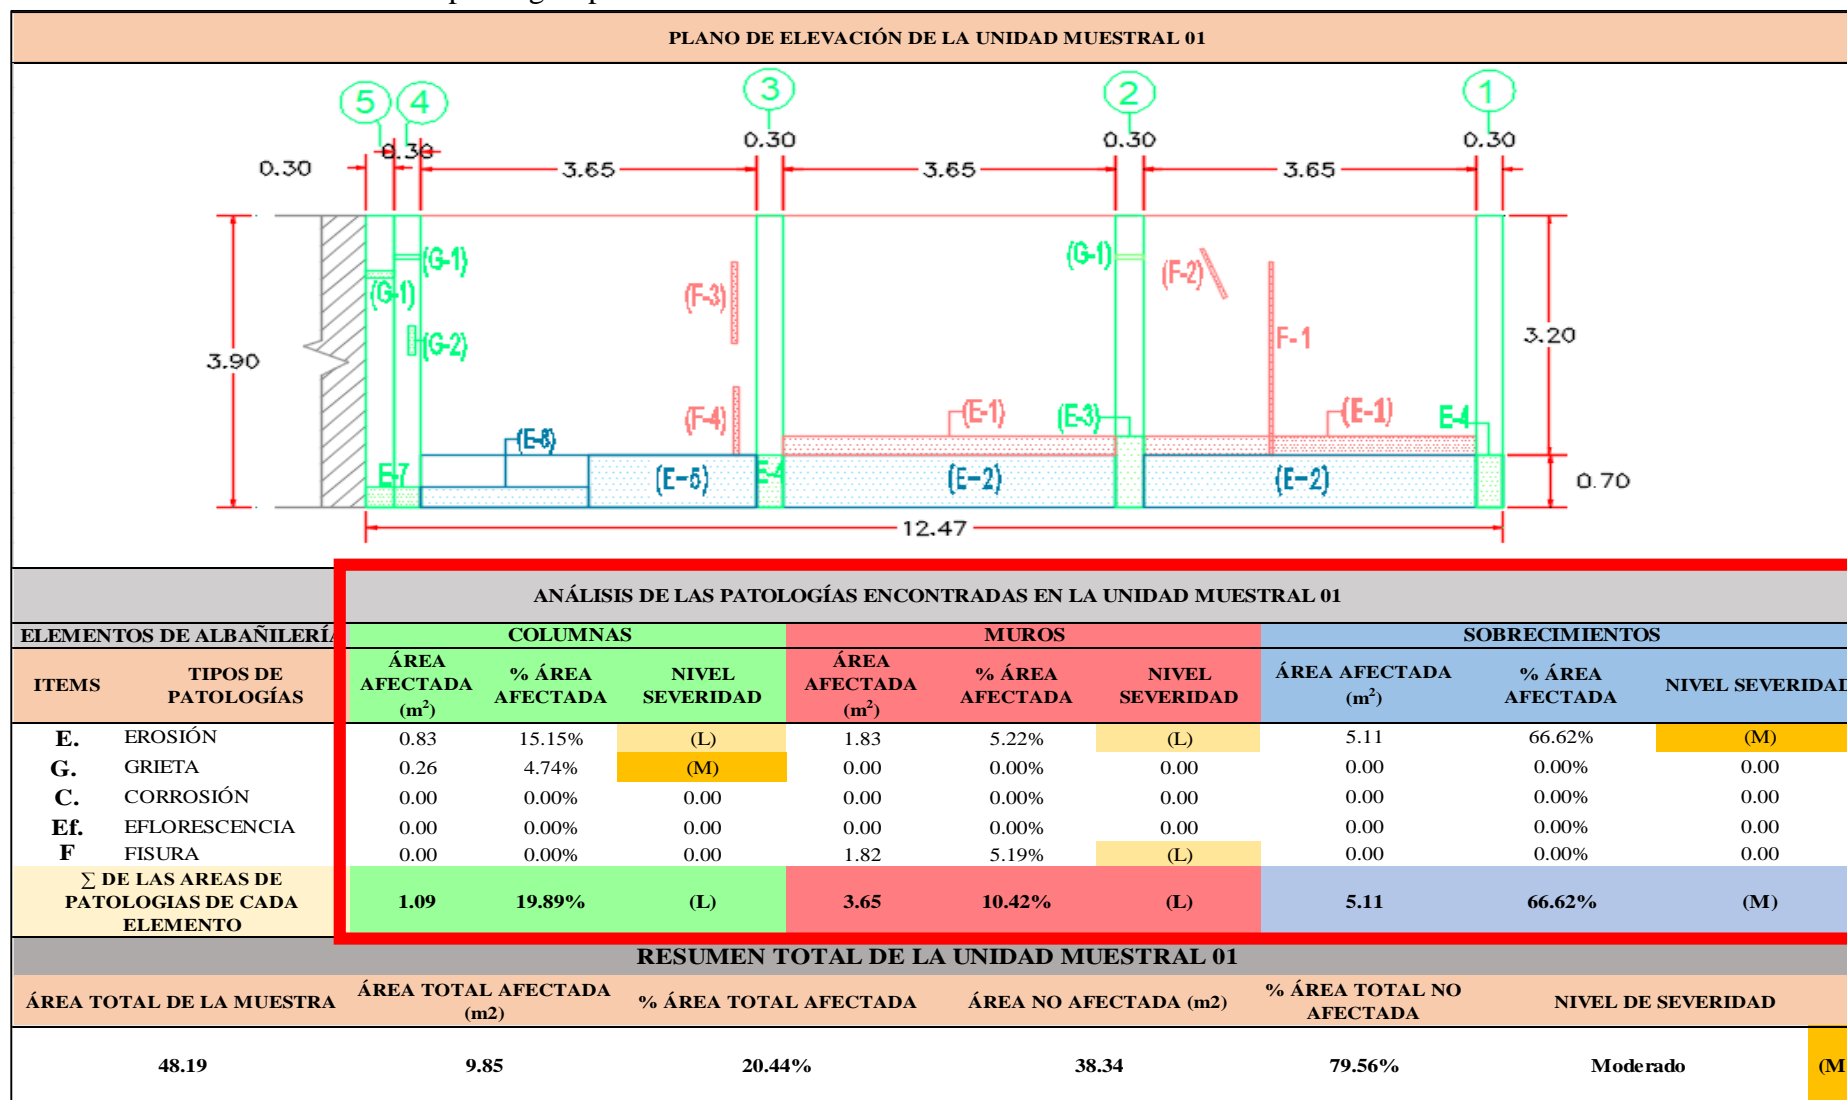 PLANO DE ELEVACIÓN DE LA UNIDAD MUESTRAL 01
5 4 3 2 1
0.30 0.30 0.30 0.30 0.30
3.65 3.65 3.65
(G-1) (G-1) (F-2)
(G-1) (F-3)
(G-2) F-1 3.20
3.90
(F-4) (E-1) (E-3) (E-1) E-4
(E-8)
E-7 E-4 (E-2) (E-2) 0.70
12.47
ANÁLISIS DE LAS PATOLOGÍAS ENCONTRADAS EN LA UNIDAD MUESTRAL 01
ELEMENTOS DE ALBAÑILERÍA COLUMNAS MUROS SOBRECIMIENTOS
ITEMS TIPOS DE PATOLOGÍAS ÁREA AFECTADA (m2) % ÁREA AFECTADA NIVEL SEVERIDAD ÁREA AFECTADA (m2) % ÁREA AFECTADA NIVEL SEVERIDAD ÁREA AFECTADA (m2) % ÁREA AFECTADA NIVEL SEVERIDAD
E. EROSIÓN 0.83 15.15% (L) 1.83 5.22% (L) 5.11 66.62% (M)
G. GRIETA 0.26 4.74% (M) 0.00 0.00% 0.00 0.00 0.00% 0.00
C. CORROSIÓN 0.00 0.00% 0.00 0.00 0.00% 0.00 0.00 0.00% 0.00
Ef. EFLORESCENCIA 0.00 0.00% 0.00 0.00 0.00% 0.00 0.00 0.00% 0.00
F FISURA 0.00 0.00% 0.00 1.82 5.19% (L) 0.00 0.00% 0.00
∑ DE LAS AREAS DE PATOLOGIAS DE CADA ELEMENTO 1.09 19.89% (L) 3.65 10.42% (L) 5.11 66.62% (M)
RESUMEN TOTAL DE LA UNIDAD MUESTRAL 01
ÁREA TOTAL DE LA MUESTRA ÁREA TOTAL AFECTADA (m2) % ÁREA TOTAL AFECTADA ÁREA NO AFECTADA (m2) % ÁREA TOTAL NO AFECTADA NIVEL DE SEVERIDAD
48.19 9.85 20.44% 38.34 79.56% Moderado (M